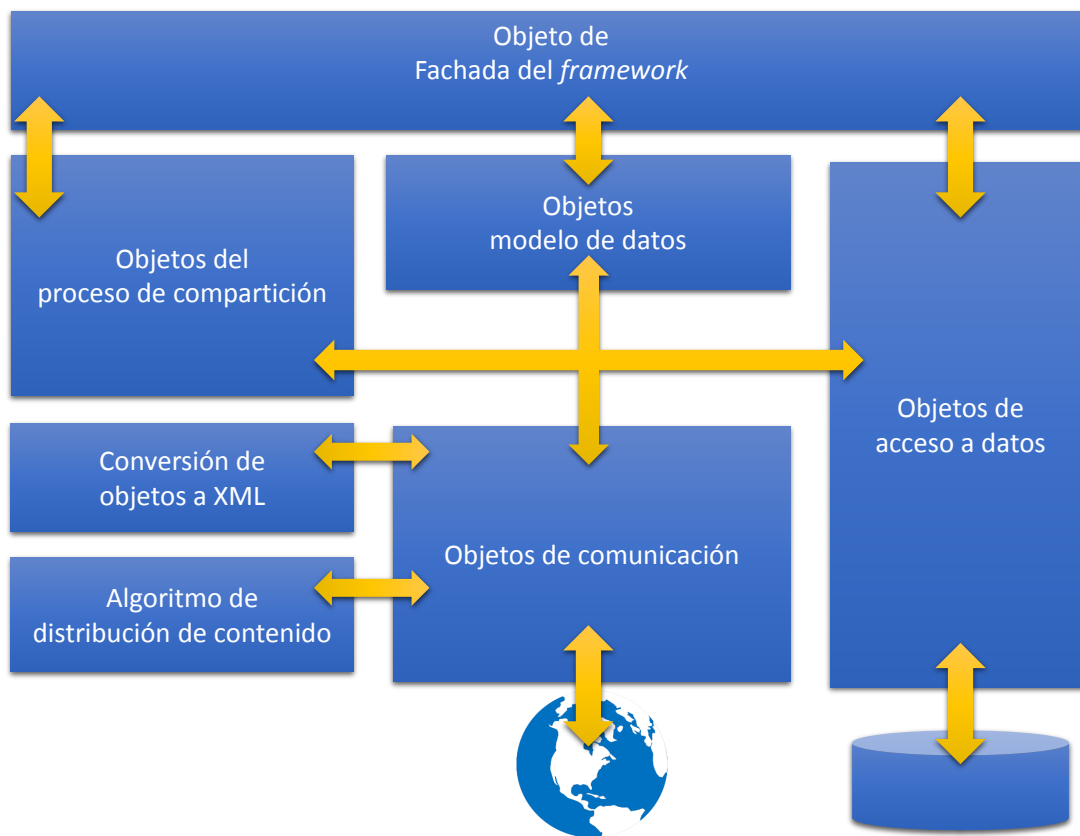 Objeto de
Fachada del framework
Objetos
modelo de datos
Objetos del
proceso de compartición
Objetos de
acceso a datos
Conversión de
objetos a XML
Objetos de comunicación
Algoritmo de
distribución de contenido